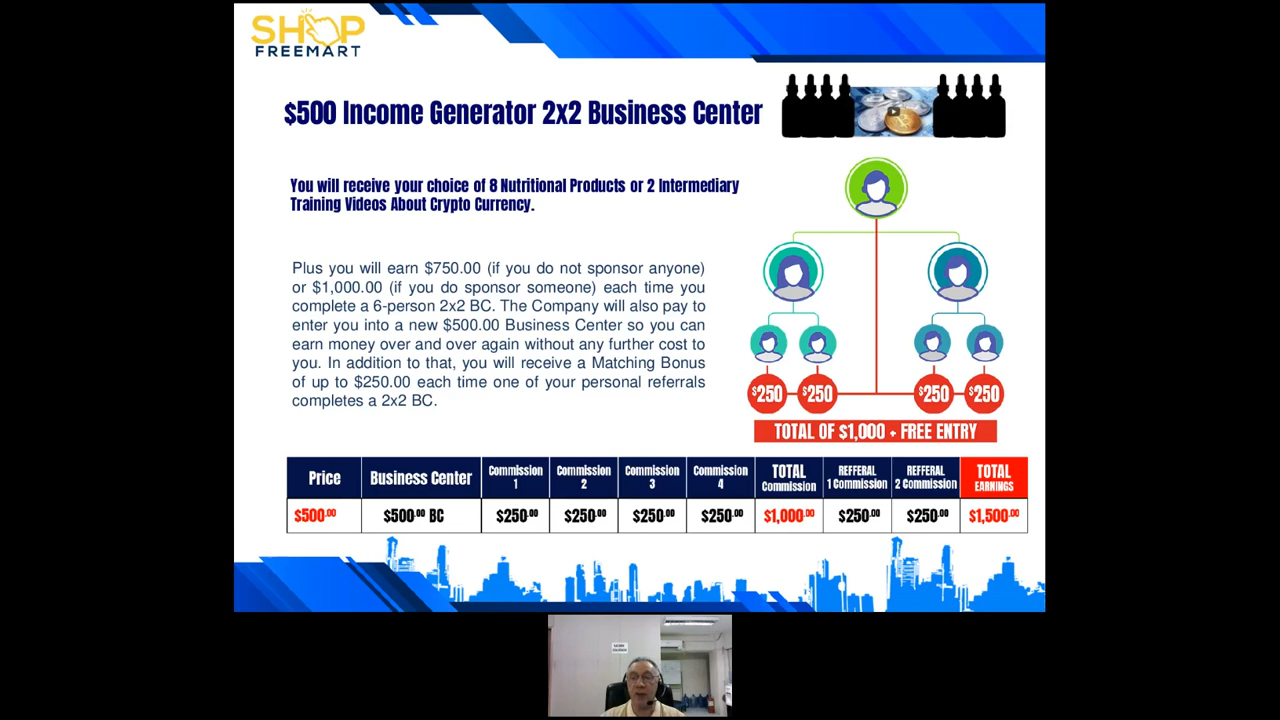 SHOP
FREEMART
$500 Income Generator 2x2 Business Center
You will receive your choice of 8 Nutritional Products or 2 Intermediary
Training Videos About Crypto Currency.
Plus you will earn $750.00 (if you do not sponsor anyone)
or $1,000.00 (if you do sponsor someone) each time you
complete a 6-person 2x2 BC. The Company will also pay to
enter you into a new $500.00 Business Center so you can
earn money over and over again without any further cost to
you. In addition to that, you will receive a Matching Bonus
of up to $250.00 each time one of your personal referrals
completes a 2x2 BC.
$250 $250 $250 $250
TOTAL OF $1,000 + FREE ENTRY
Price Business Center Commission 1 Commission 2 Commission 3 Commission 4 TOTAL Commission REFFERAL 1 Commission REFFERAL 2 Commission TOTAL EARNINGS
$500.00 $500.00 BC $250.00 $250.00 $250.00 $250.00 $1,000.00 $250.00 $250.00 $1,500.00